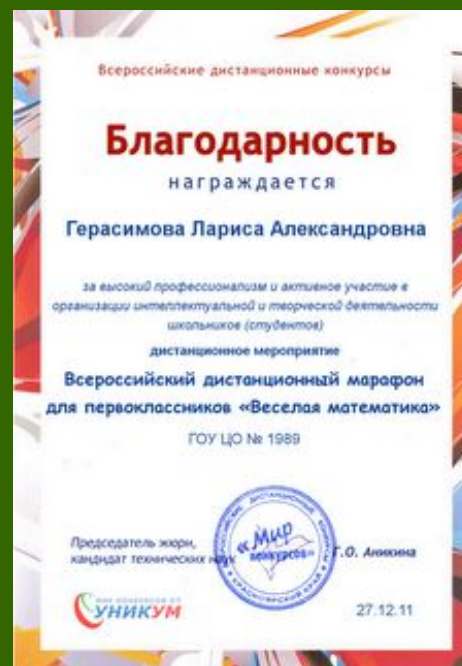 Всероссийские дистанционные конкурсы
Благодарность
награждается
Герасимова Лариса Александровна
за высокий профессионализм и активное участие в
организации интеллектуальной и творческой деятельности
школьников (студентов)
дистанционное мероприятие
Всероссийский дистанционный марафон
для первоклассников «Веселая математика»
ГОУ ЦО № 1989
Председатель жюри,
кандидат технических наук
«Мир
конкурсов»
Г.О. Аникина
УНИКУМ
27.12.11